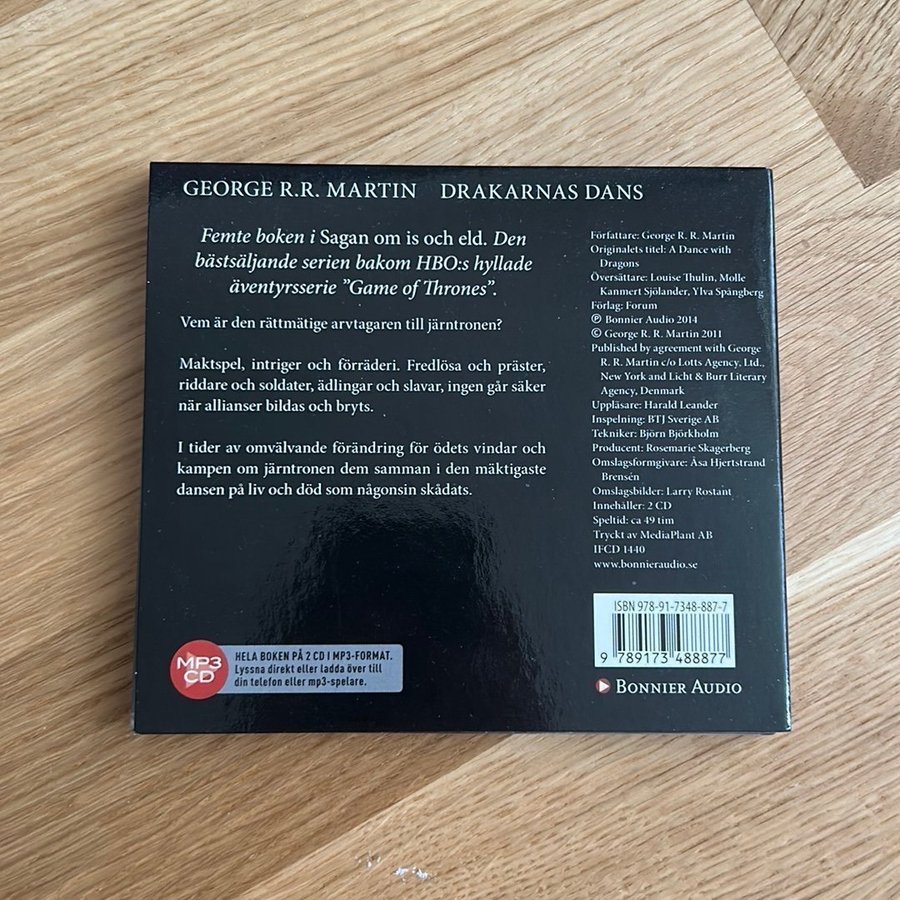 GEORGE R.R. MARTIN DRAKARNAS DANS
Femte boken i Sagan om is och eld. Den
bästsäljande serien bakom HBO:s hyllade
äventyrsserie ”Game of Thrones”.
Vem är den rättmätige arvtagaren till järntronen?
Maktspel, intriger och förräderi. Fredlösa och präster,
riddare och soldater, ädlingar och slavar, ingen går säker
när allianser bildas och bryts.
I tider av omvälvande förändring för ödets vindar och
kampen om järntronen dem samman i den mäktigaste
dansen på liv och död som någonsin skådats.
Författare: George R. R. Martin
Originalets titel: A Dance with
Dragons
Översättare: Louise Thulin, Molle
Kanmert Sjölander, Ylva Spångberg
Förlag: Forum
℗ Bonnier Audio 2014
© George R. R. Martin 2011
Published by agreement with George
R. R. Martin c/o Lotts Agency, Ltd.,
New York and Licht & Burr Literary
Agency, Denmark
Uppläsare: Harald Leander
Inspelning: BTJ Sverige AB
Tekniker: Björn Björkholm
Producent: Rosemarie Skagerberg
Omslagsformgivare: Åsa Hjertstrand
Brensén
Omslagsbilder: Larry Rostant
Innehåller: 2 CD
Speltid: ca 49 tim
Tryckt av MediaPlant AB
IFCD 1440
www.bonnieraudio.se
ISBN 978-91-7348-887-7
9 789173 488877
BONNIER AUDIO
MP3
CD
HELA BOKEN PÅ 2 CD I MP3-FORMAT.
Lyssna direkt eller ladda över till
din telefon eller mp3-spelare.